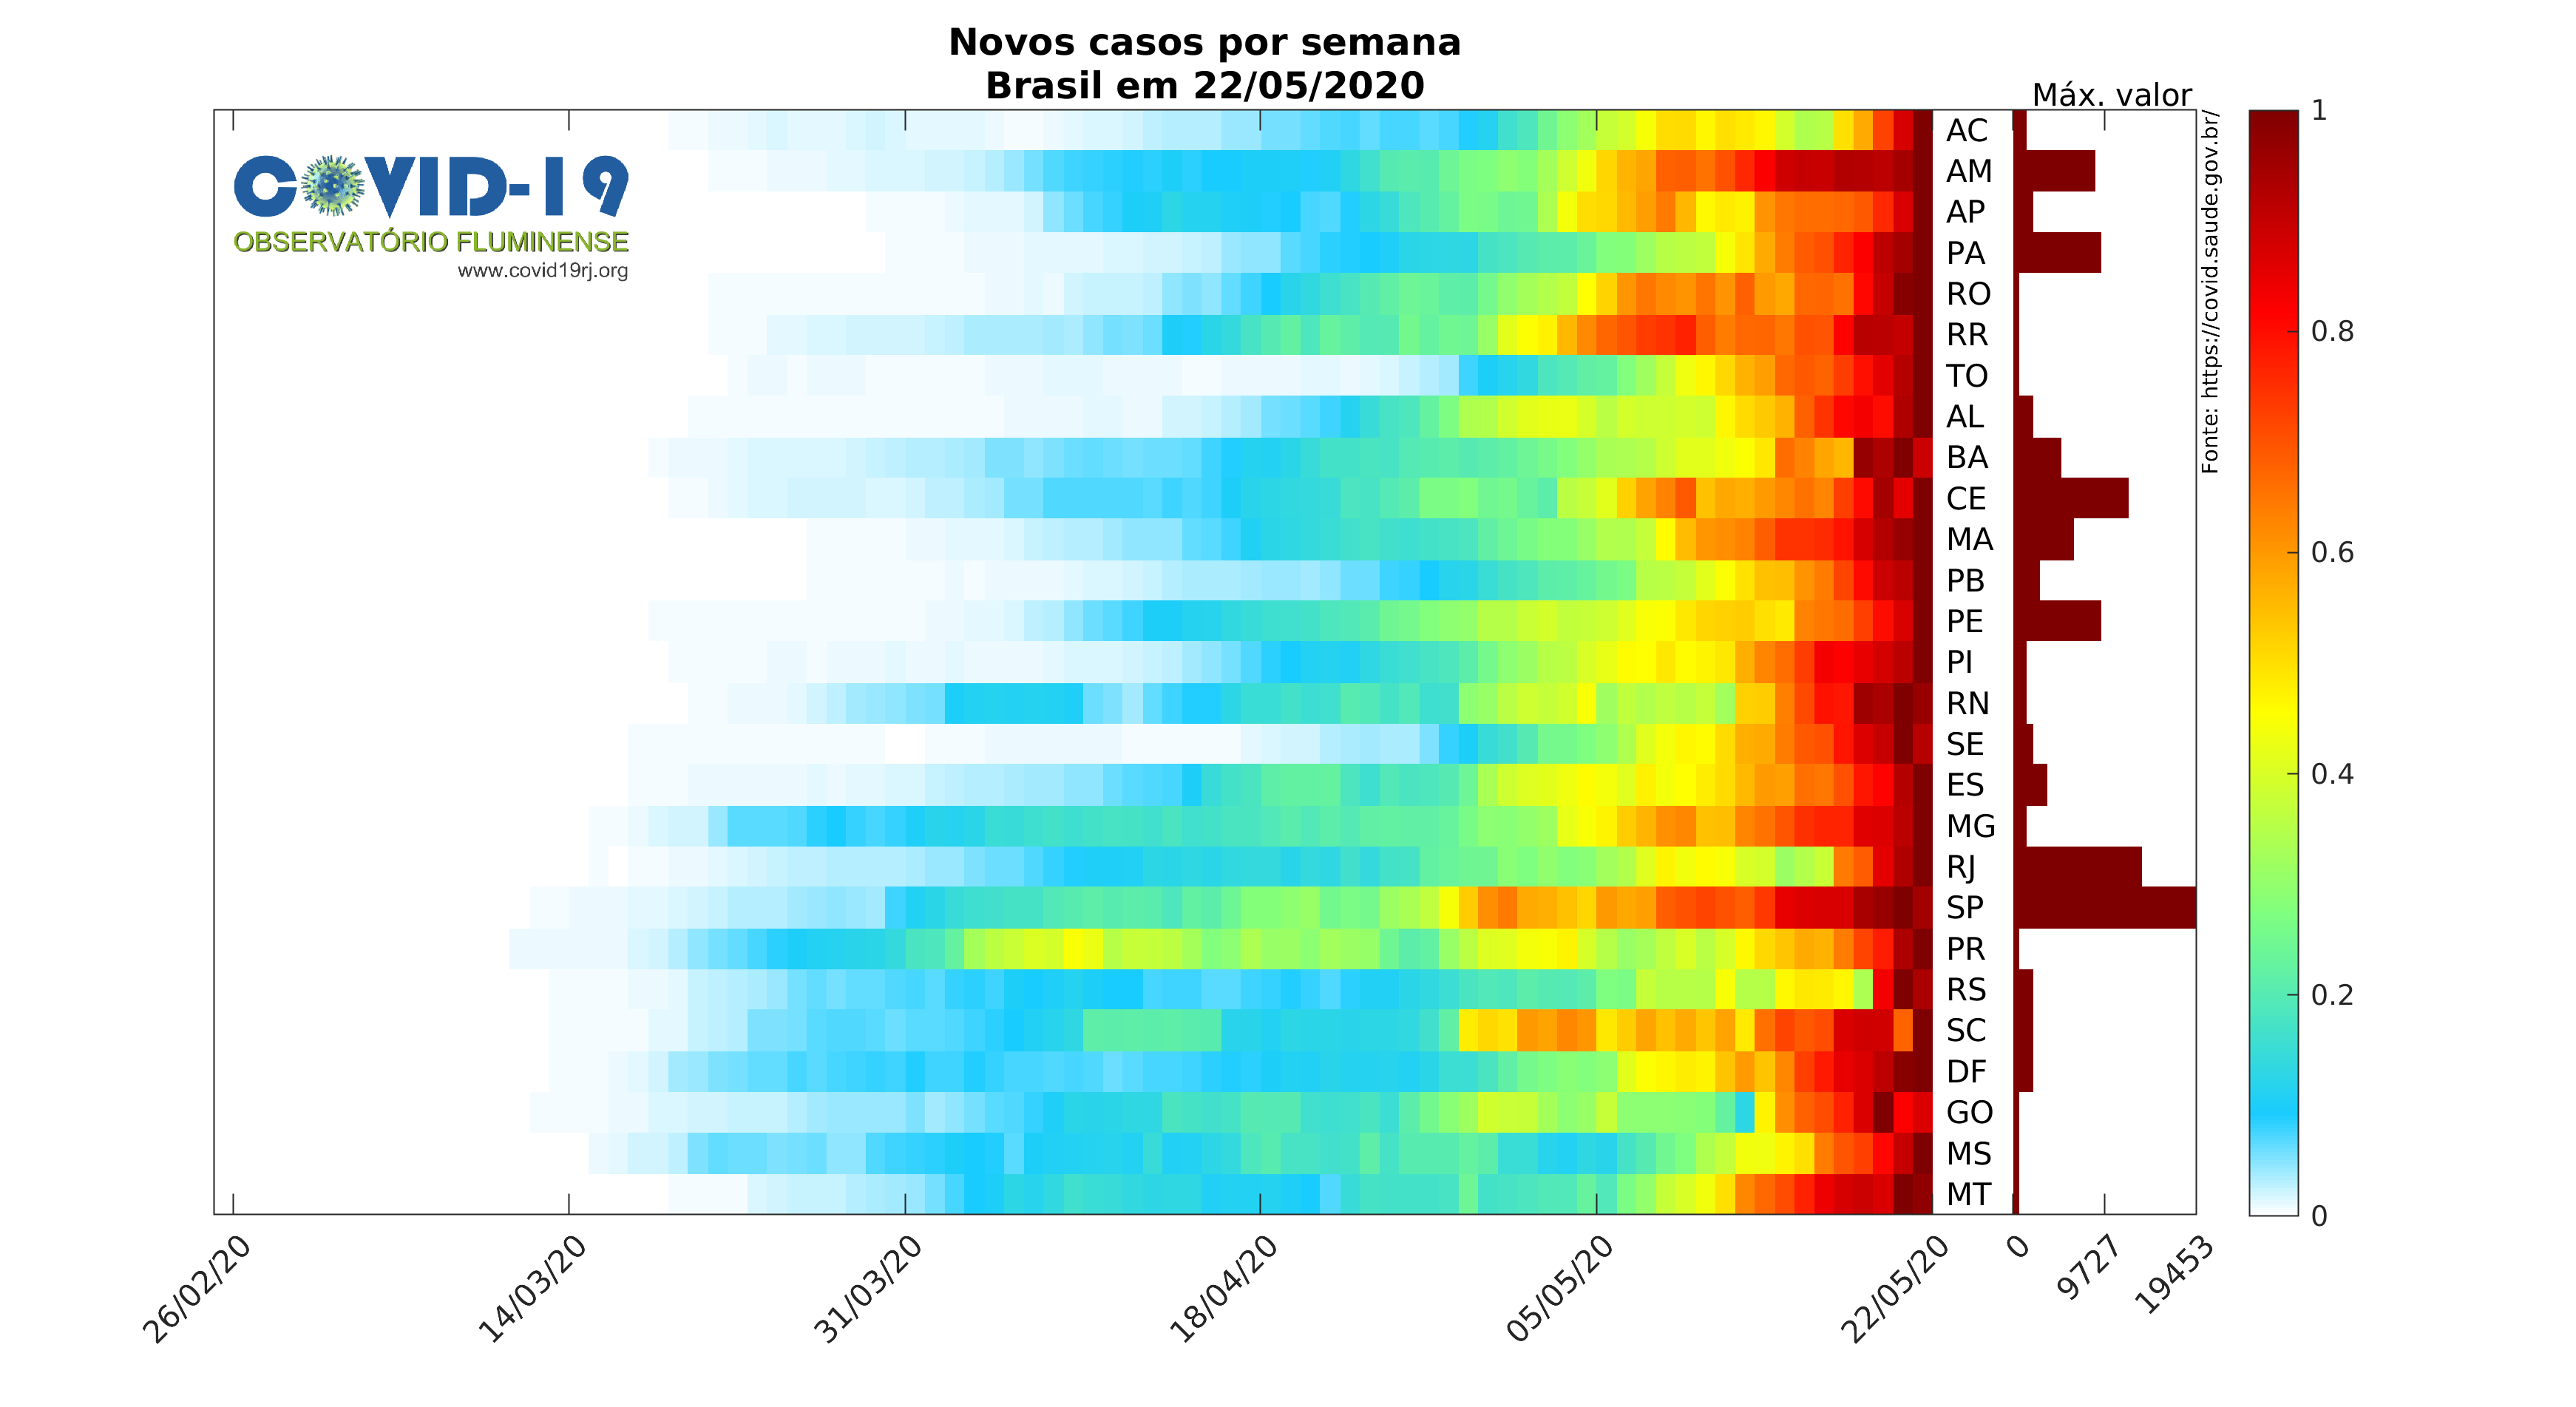 Novos casos por semana
Brasil em 22/05/2020
Máx. valor
COVID-19
OBSERVATÓRIO FLUMINENSE
www.covid19rj.org
AC
AM
AP
PA
RO
RR
TO
AL
BA
CE
MA
PB
PE
PI
RN
SE
ES
MG
RJ
SP
PR
RS
SC
DF
GO
MS
MT
Fonte: https://covid.saude.gov.br/
1
0.8
0.6
0.4
0.2
0
26/02/20
14/03/20
31/03/20
18/04/20
05/05/20
22/05/20
0
9727
19453